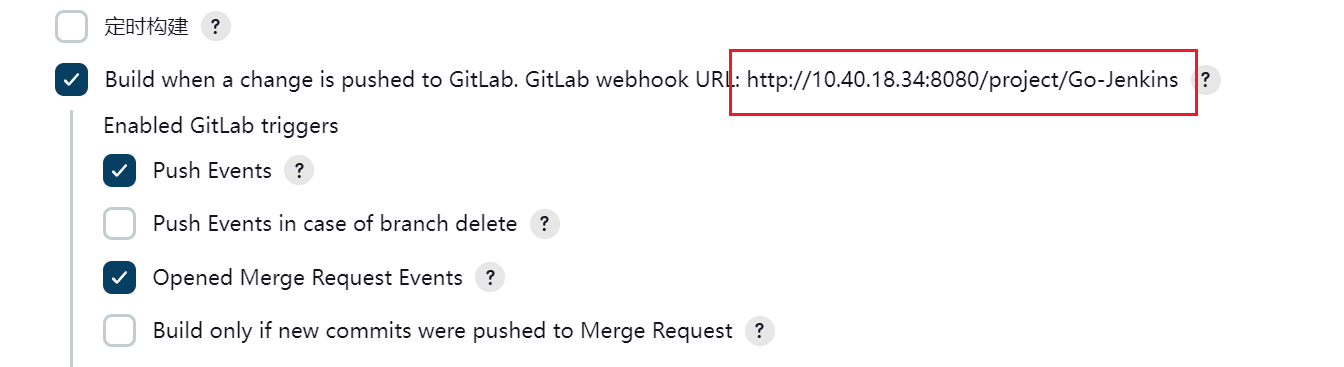 定时构建 ?
Build when a change is pushed to GitLab. GitLab webhook URL: http://10.40.18.34:8080/project/Go-Jenkins ?
Enabled GitLab triggers
Push Events ?
Push Events in case of branch delete ?
Opened Merge Request Events ?
Build only if new commits were pushed to Merge Request ?